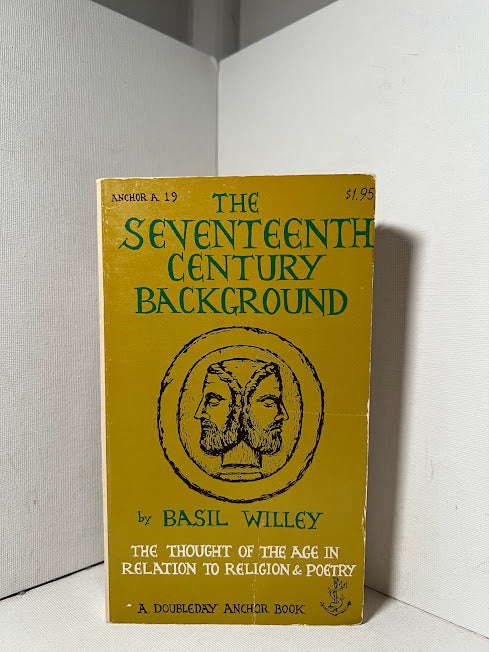 ANCHOR A 19
$1.95
THE
SEVENTEENTH
CENTURY
BACKGROUND
by BASIL WILLEY
THE THOUGHT OF THE AGE IN
RELATION TO RELIGION & POETRY
A DOUBLEDAY ANCHOR BOOK